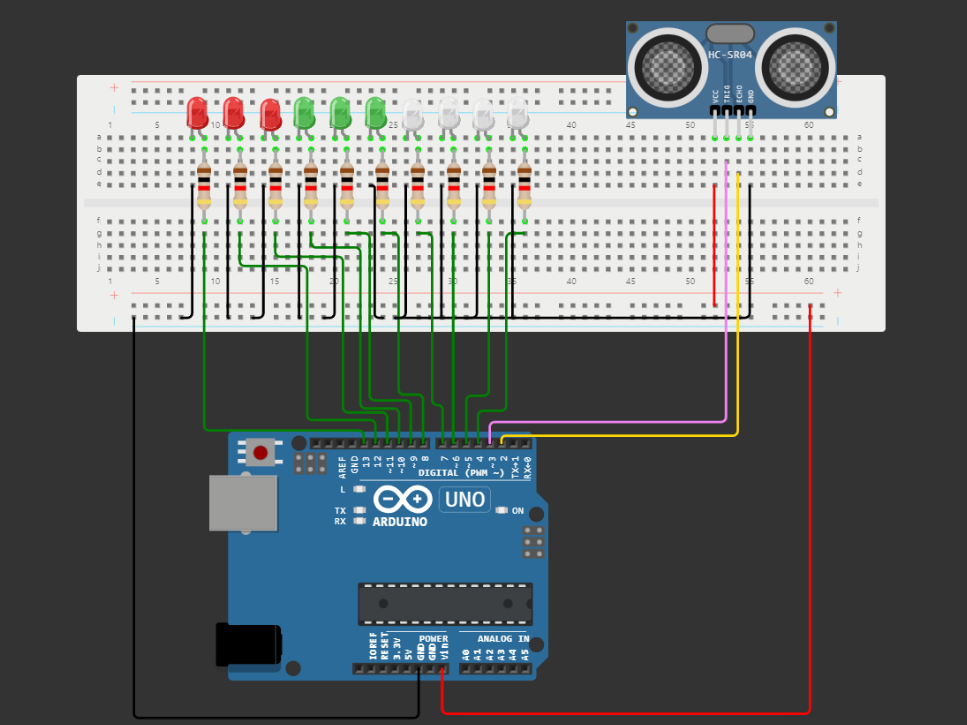 HC-SR04
VCC
TRIG
ECHO
GND
+ +
1 5 10 15 20 25 30 35 40 45 50 55 60
a a
b b
c c
d d
e e
f f
g g
h h
i i
j j
1 5 10 15 20 25 30 35 40 45 50 55 60
+ +
AREF
GND
13
12
~11
~10
~9
8
7
~6
~5
4
~3
2
TX→1
RX←0
DIGITAL (PWM ~)
L
TX
RX
UNO
ON
ARDUINO
IOREF
RESET
3.3V
5V
GND
GND
Vin
POWER
ANALOG IN
A0
A1
A2
A3
A4
A5